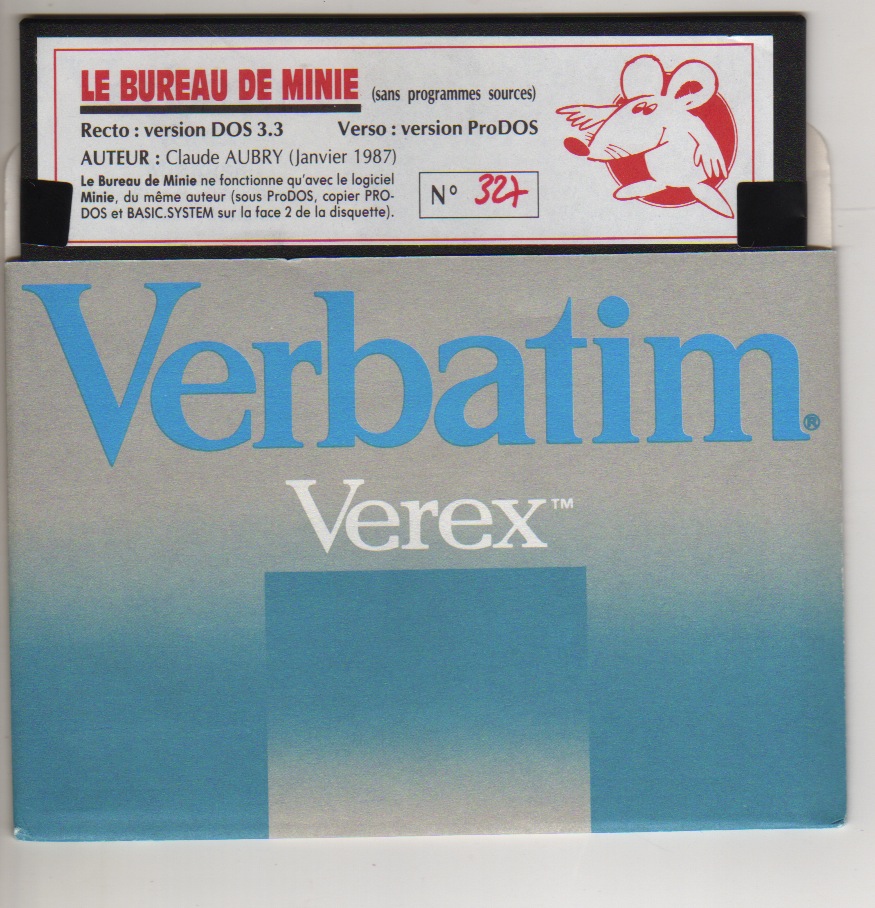 LE BUREAU DE MINIE (sans programmes sources)
Recto : version DOS 3.3 Verso : version ProDOS
AUTEUR : Claude AUBRY (Janvier 1987)
Le Bureau de Minie ne fonctionne qu'avec le logiciel
Minie, du même auteur (sous ProDOS, copier PRO-
DOS et BASIC.SYSTEM sur la face 2 de la disquette).
N° 327
Verbatim®
Verex™